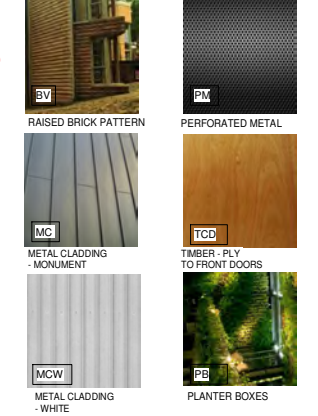 BV
PM
RAISED BRICK PATTERN
PERFORATED METAL
MC
TCD
METAL CLADDING
- MONUMENT
TIMBER - PLY
TO FRONT DOORS
MCW
PB
METAL CLADDING
- WHITE
PLANTER BOXES